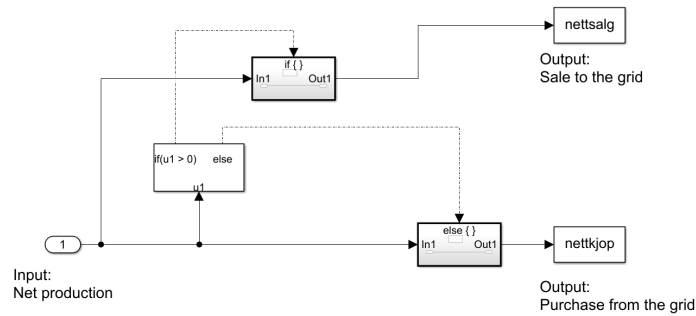 nettsalg
Output:
Sale to the grid
if { }
In1 Out1
if(u1 > 0) else
u1
else { }
In1 Out1
nettkjop
1
Input:
Net production
Output:
Purchase from the grid